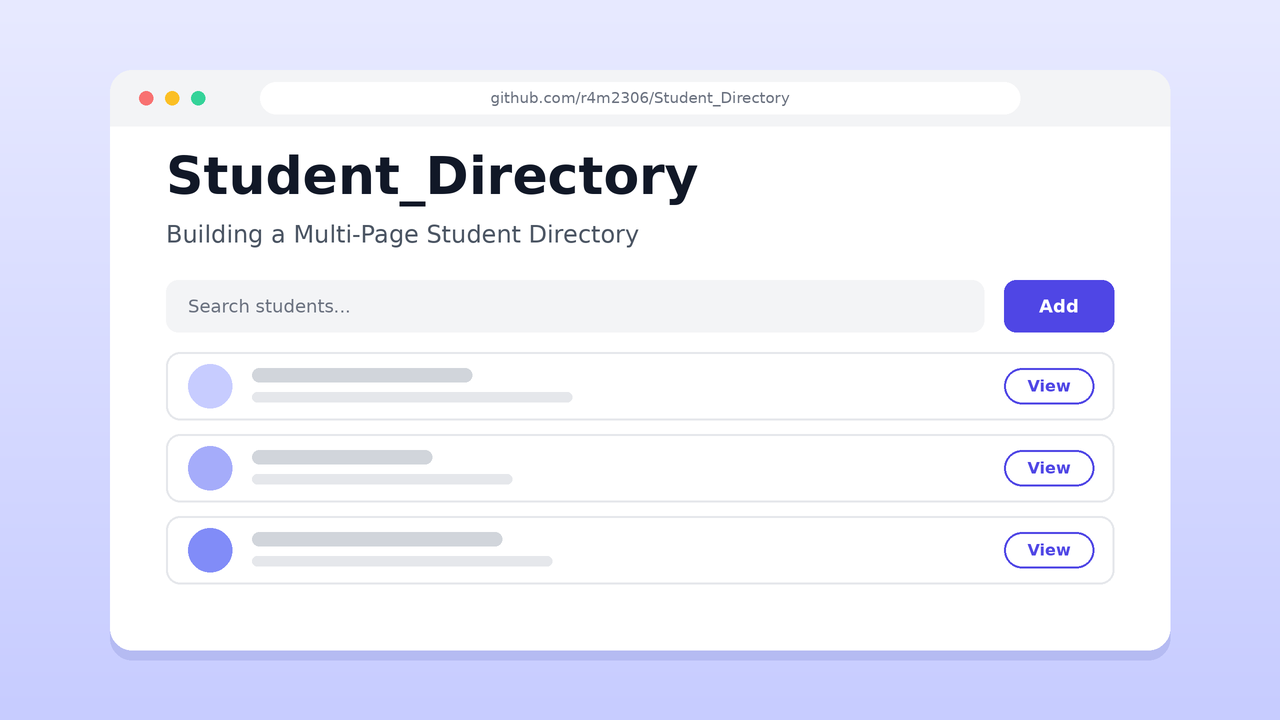 github.com/r4m2306/Student_Directory
Student_Directory
Building a Multi-Page Student Directory
Search students...
Add
View
View
View